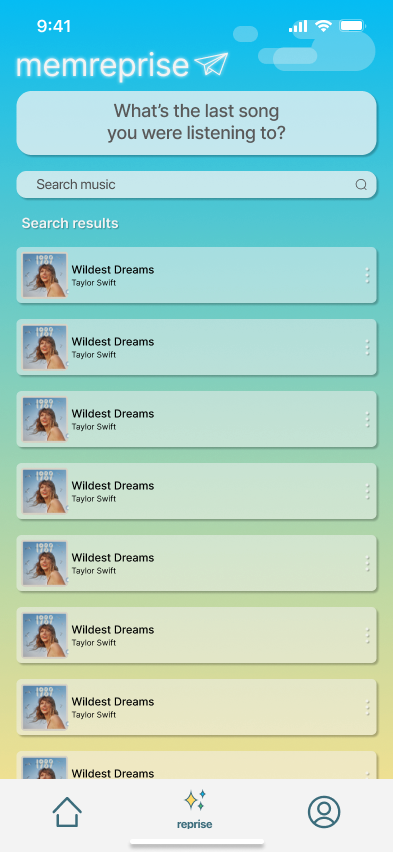 9:41
memreprise
What's the last song
you were listening to?
Search music
Search results
Wildest Dreams
Taylor Swift
Wildest Dreams
Taylor Swift
Wildest Dreams
Taylor Swift
Wildest Dreams
Taylor Swift
Wildest Dreams
Taylor Swift
Wildest Dreams
Taylor Swift
Wildest Dreams
Taylor Swift
Wildest Dreams
reprise